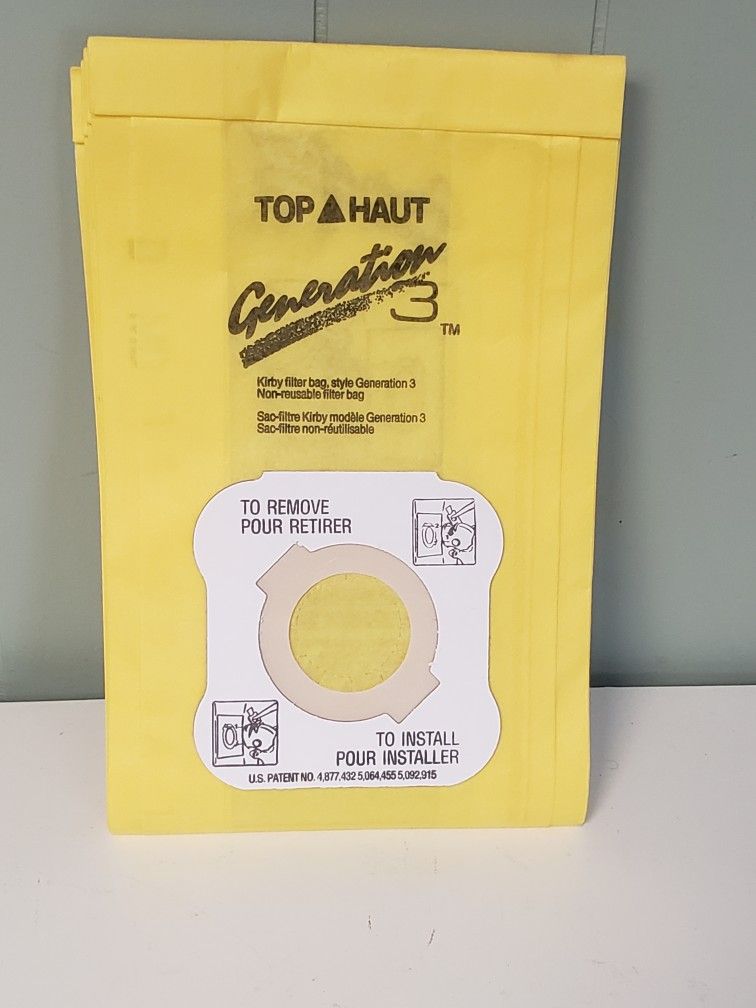 TOP HAUT
Generation
3 TM
Kirby filter bag, style Generation 3
Non-reusable filter bag
Sac-filtre Kirby modèle Generation 3
Sac-filtre non-réutilisable
TO REMOVE
POUR RETIRER
TO INSTALL
POUR INSTALLER
U.S. PATENT NO. 4,877,432 5,064,455 5,092,915